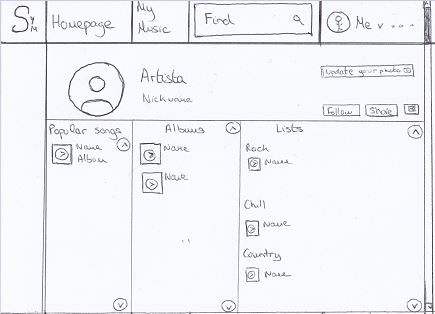 SyM
Homepage
My
Music
Find
Me v
Artista
Nickname
Update your photo
Follow
Share
Popular songs
Name
Album
Albums
Name
Name
Lists
Rock
Name
Chill
Name
Country
Name